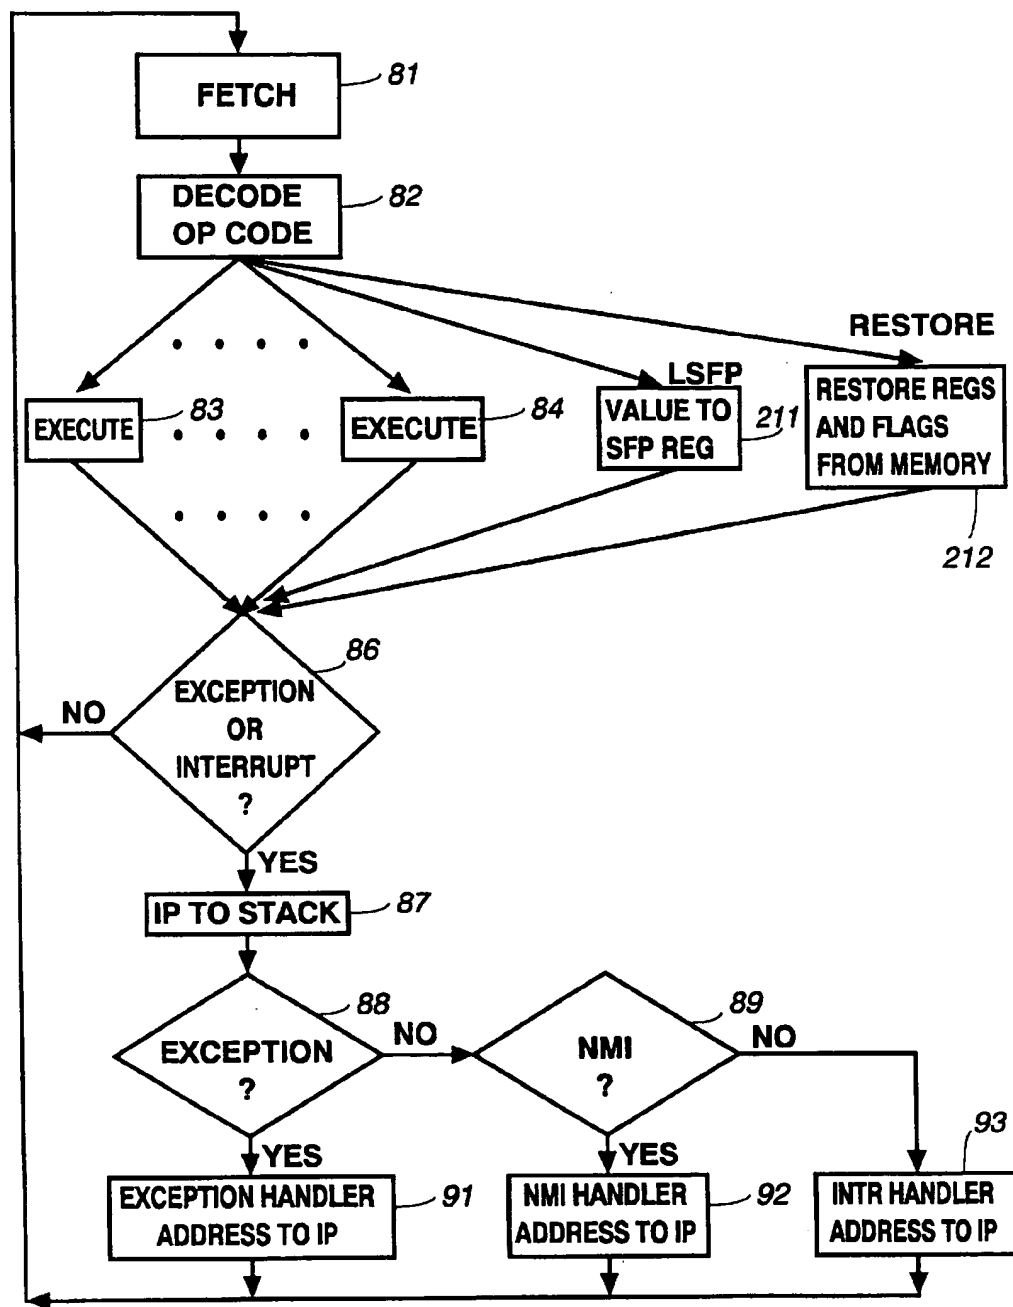 FETCH
81
DECODE
OP CODE
82
RESTORE
LSFP
EXECUTE
83
EXECUTE
84
VALUE TO
SFP REG
211
RESTORE REGS
AND FLAGS
FROM MEMORY
212
86
EXCEPTION
OR
INTERRUPT
?
NO
YES
IP TO STACK
87
88
EXCEPTION
?
NO
89
NMI
?
NO
YES
YES
93
EXCEPTION HANDLER
ADDRESS TO IP
91
NMI HANDLER
ADDRESS TO IP
92
INTR HANDLER
ADDRESS TO IP